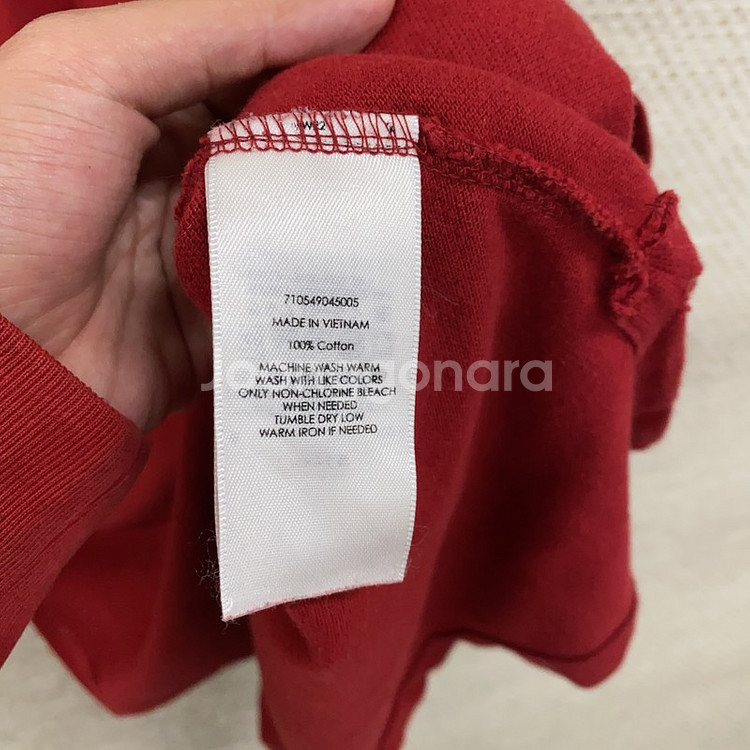 710549045005
MADE IN VIETNAM
100% Cotton
MACHINE WASH WARM
WASH WITH LIKE COLORS
ONLY NON-CHLORINE BLEACH
WHEN NEEDED
TUMBLE DRY LOW
WARM IRON IF NEEDED